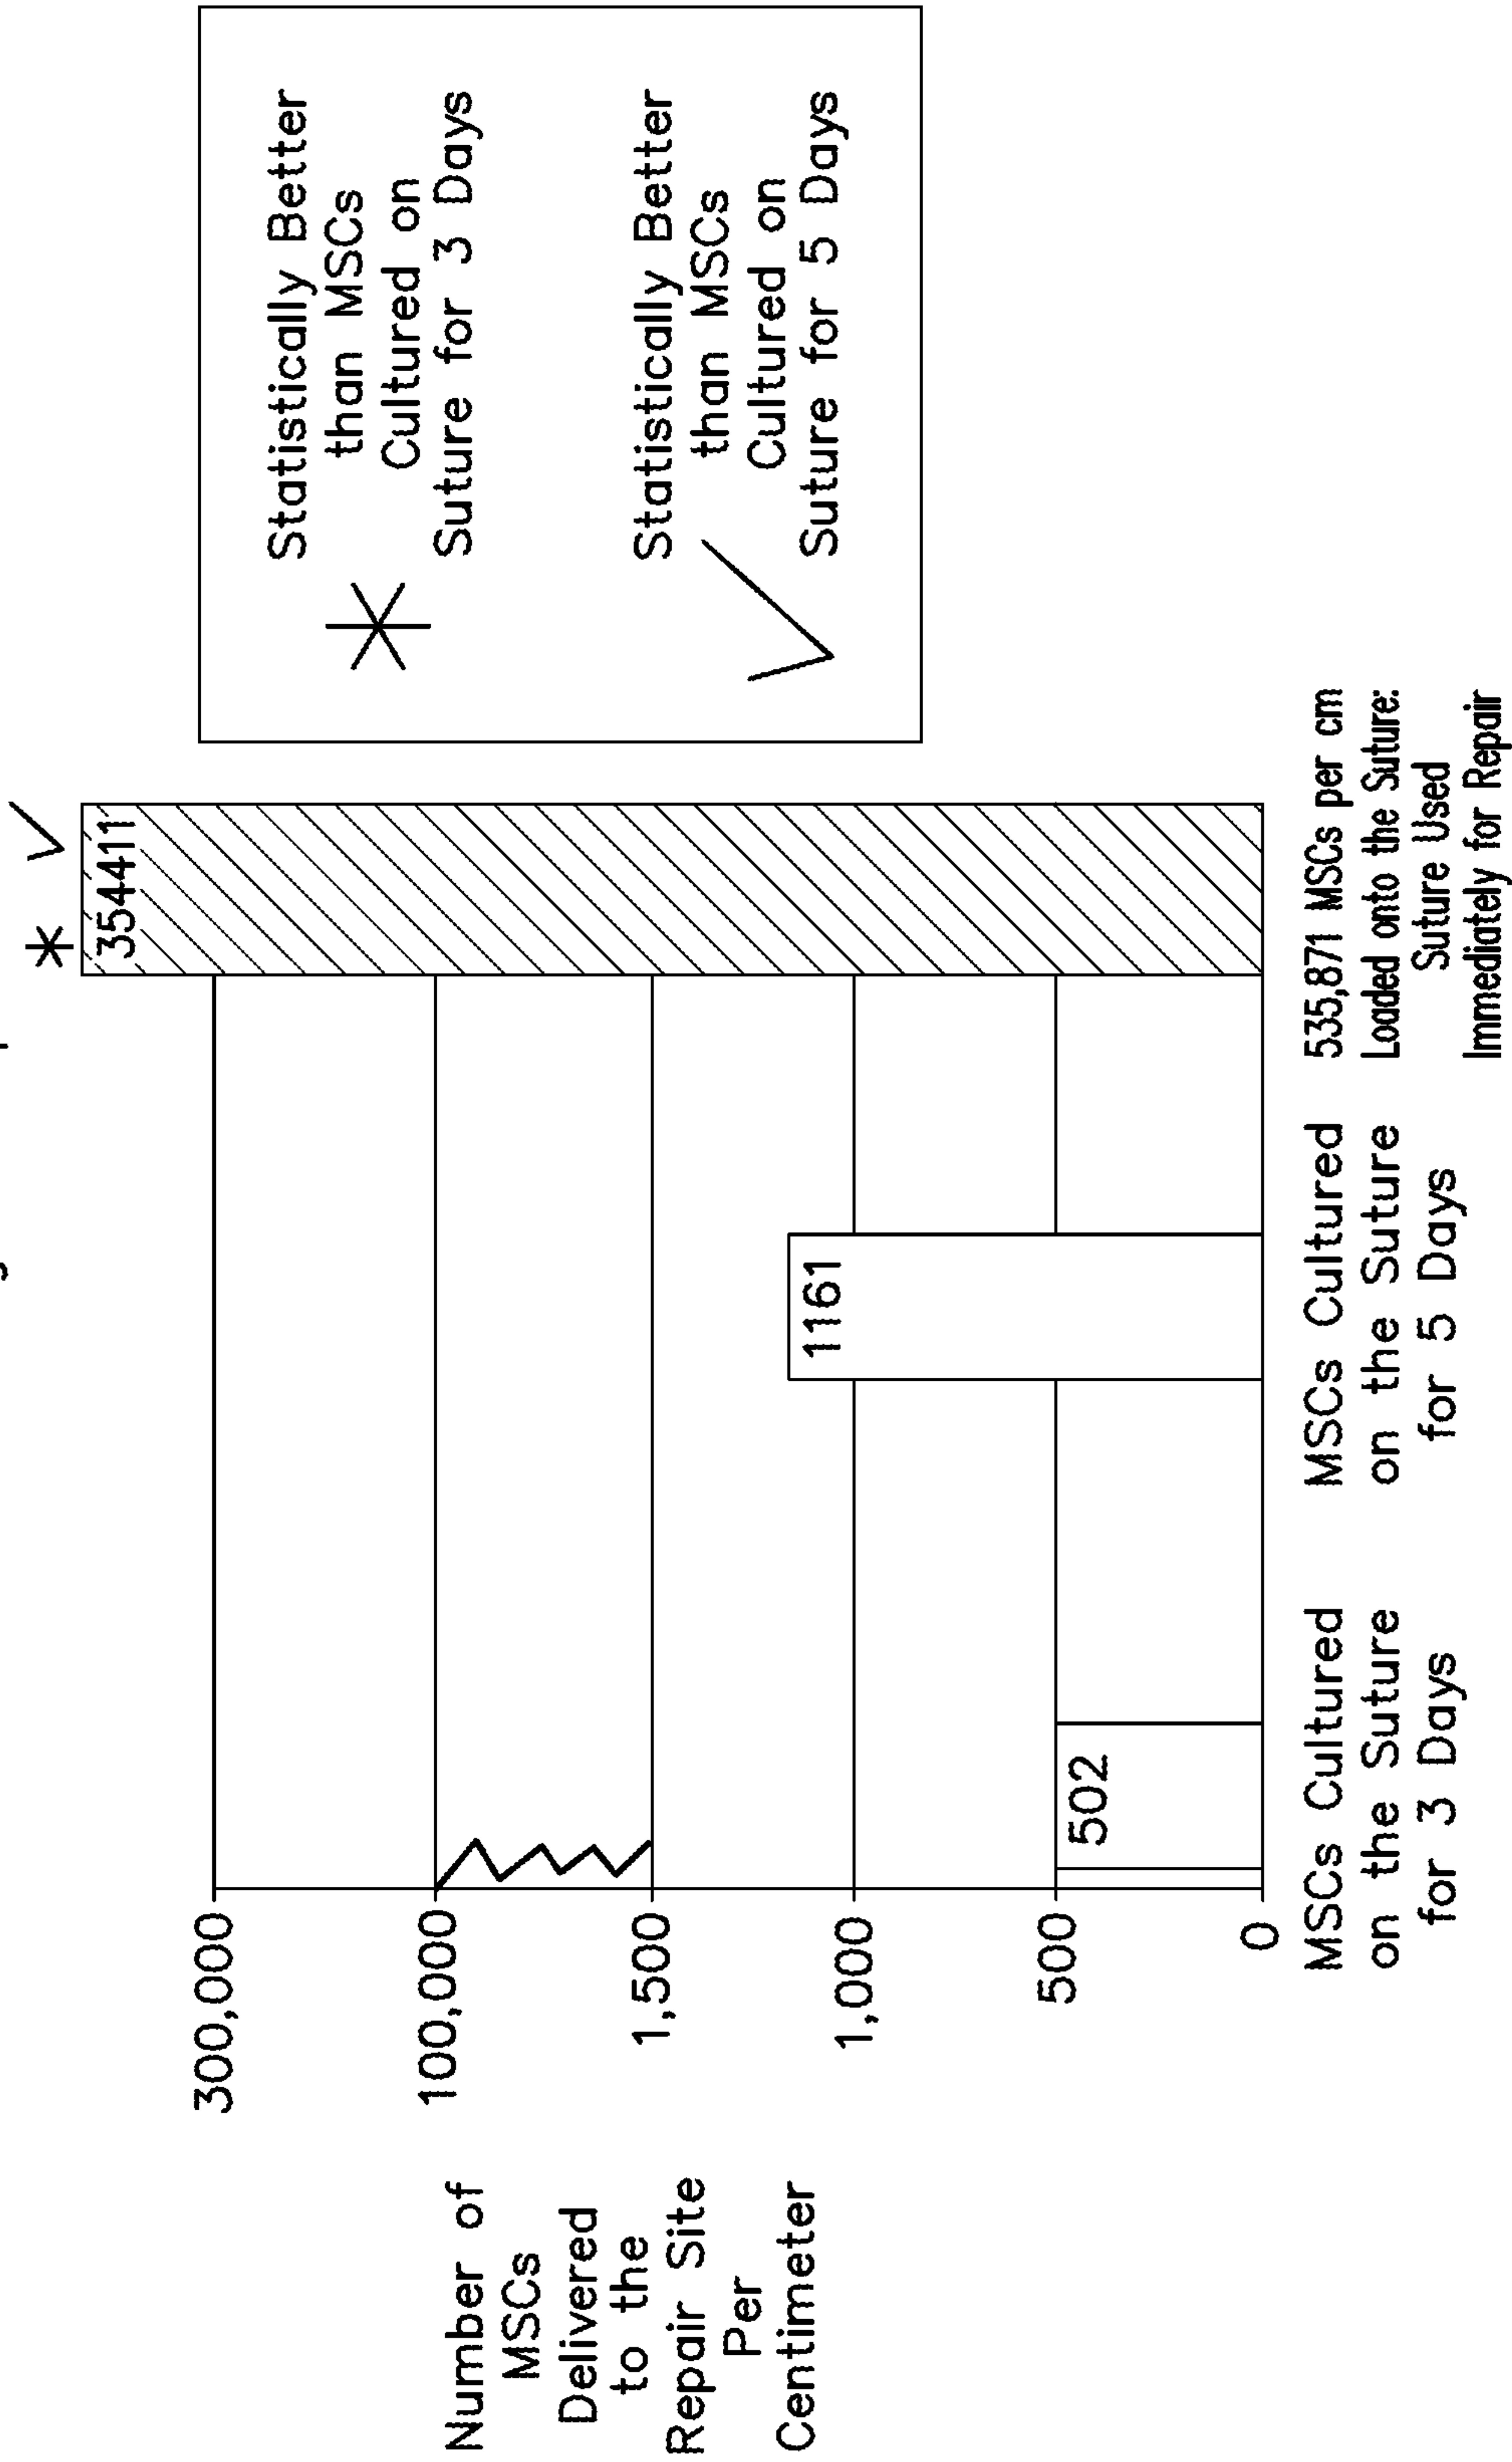 Number of
MSCs
Delivered
to the
Repair Site
Per
Centimeter
300,000
100,000
1,500
1,000
500
0
502
1161
354411
* √
MSCs Cultured
on the Suture
for 3 Days
MSCs Cultured
on the Suture
for 5 Days
535,871 MSCs per cm
Loaded onto the Suture:
Suture Used
Immediately for Repair
*
Statistically Better
than MSCs
Cultured on
Suture for 3 Days
√
Statistically Better
than MSCs
Cultured on
Suture for 5 Days